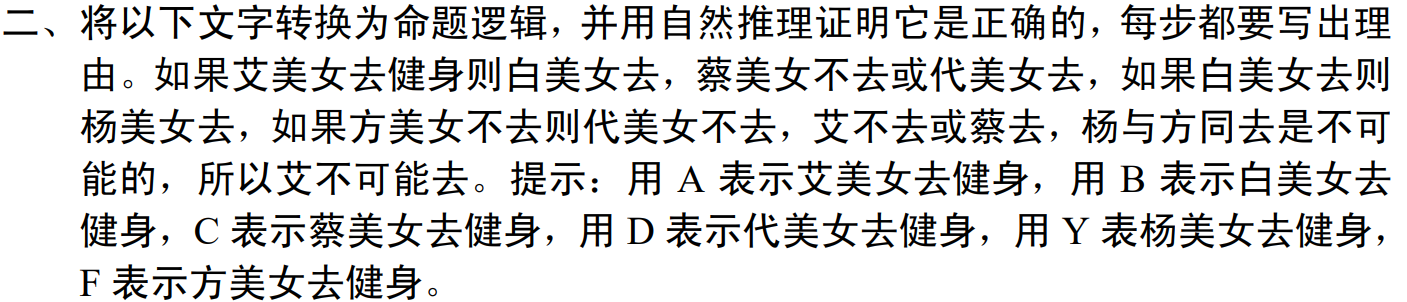 二、将以下文字转换为命题逻辑，并用自然推理证明它是正确的，每步都要写出理
由。如果艾美女去健身则白美女去，蔡美女不去或代美女去，如果白美女去则
杨美女去，如果方美女不去则代美女不去，艾不去或蔡去，杨与方同去是不可
能的，所以艾不可能去。提示：用 A 表示艾美女去健身，用 B 表示白美女去
健身，C 表示蔡美女去健身，用 D 表示代美女去健身，用 Y 表杨美女去健身，
F 表示方美女去健身。